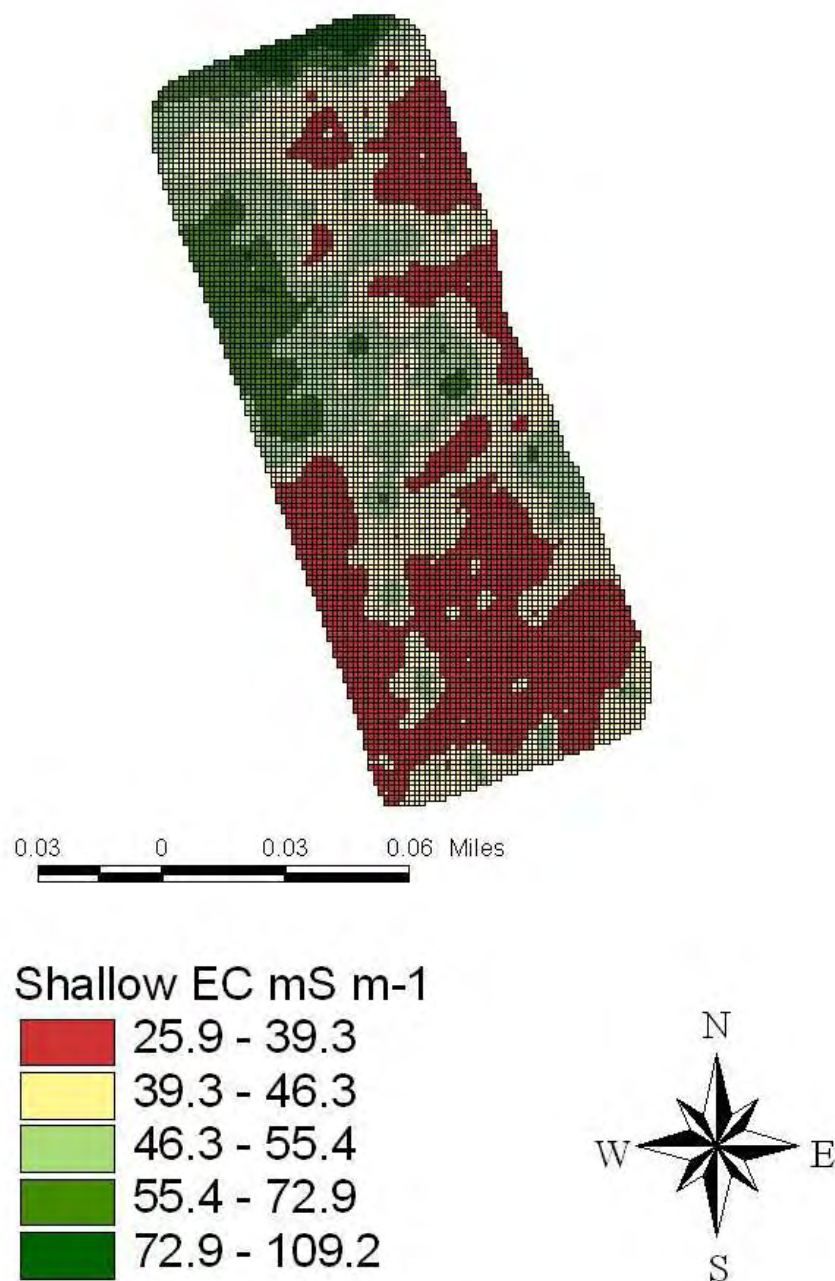 0.03 0 0.03 0.06 Miles
Shallow EC mS m-1
25.9 - 39.3
39.3 - 46.3
46.3 - 55.4
55.4 - 72.9
72.9 - 109.2
N
W E
S